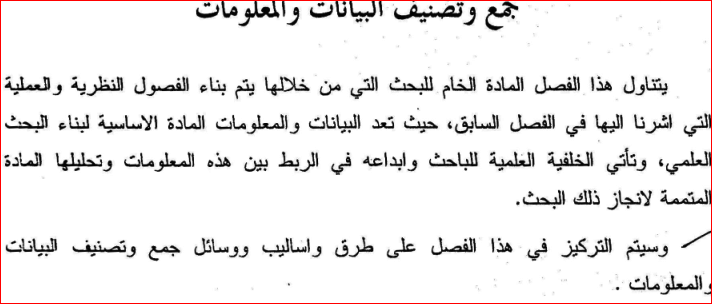 جمع وتصنيف البيانات والمعلومات
يتناول هذا الفصل المادة الخام للبحث التي من خلالها يتم بناء الفصول النظرية والعملية
التي اشرنا اليها في الفصل السابق، حيث تعد البيانات والمعلومات المادة الاساسية لبناء البحث
العلمي، وتأتي الخلفية العلمية للباحث وابداعه في الربط بين هذه المعلومات وتحليلها المادة
المتممة لانجاز ذلك البحث.
وسيتم التركيز في هذا الفصل على طرق واساليب ووسائل جمع وتصنيف البيانات
والمعلومات .